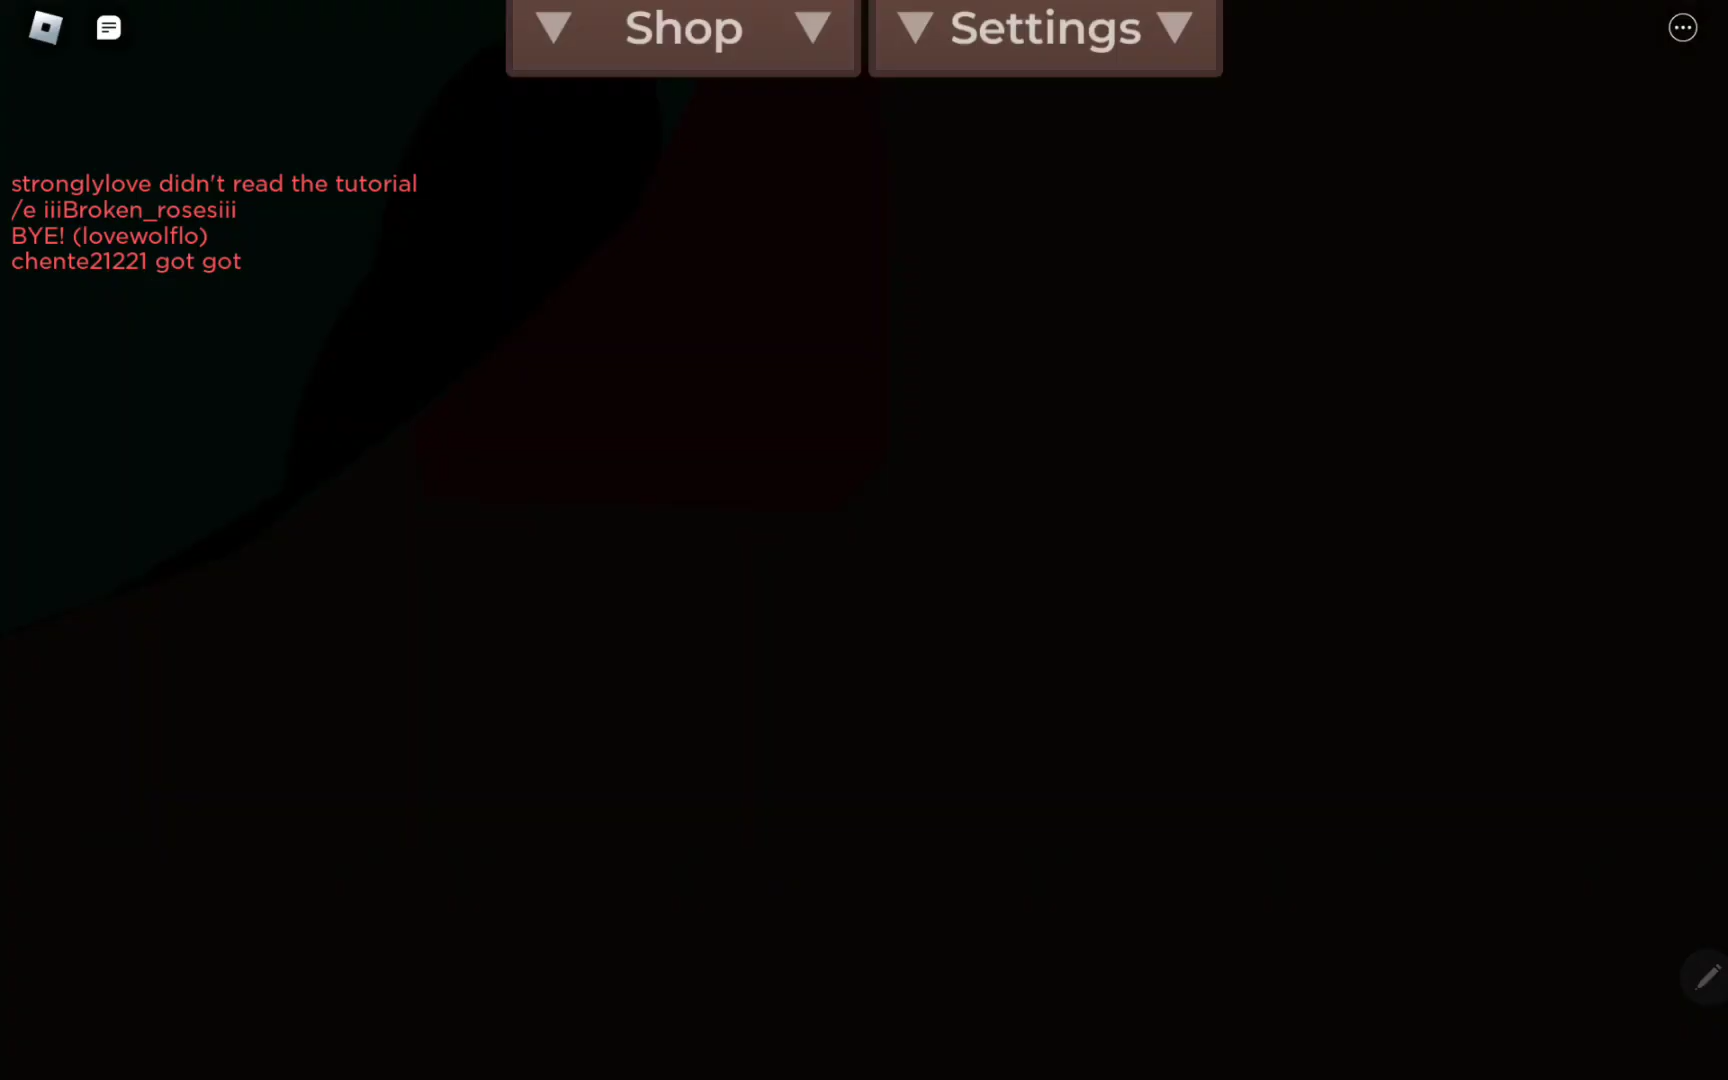 Shop
Settings
stronglylove didn't read the tutorial
/e iiiBroken_rosesiii
BYE! (lovewolflo)
chente21221 got got